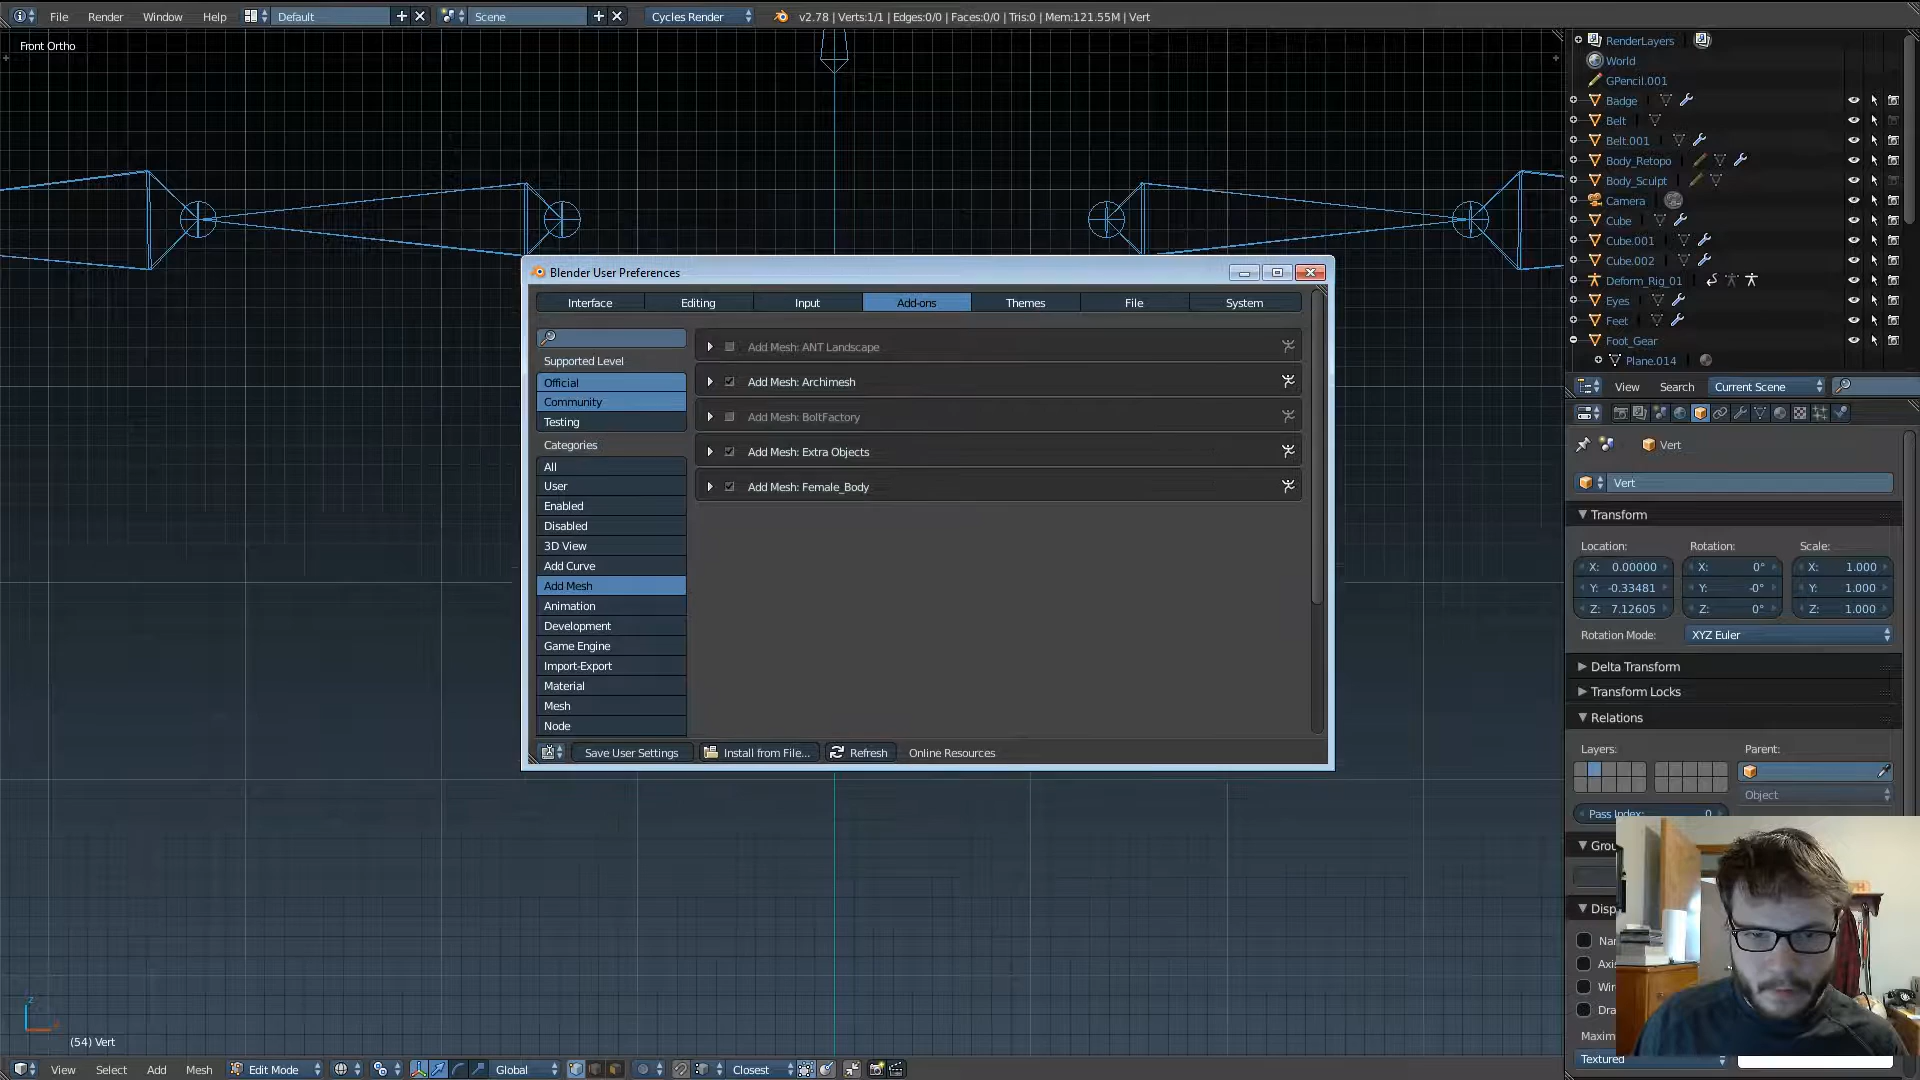 File Render Window Help Default Scene Cycles Render v2.78 | Verts:1/1 | Edges:0/0 | Faces:0/0 | Tris:0 | Mem:121.55M | Vert
Front Ortho
RenderLayers
World
GPencil.001
Badge
Belt
Belt.001
Body_Retopo
Body_Sculpt
Camera
Cube
Cube.001
Cube.002
Deform_Rig_01
Eyes
Feet
Foot_Gear
Plane.014
View Search Current Scene
Blender User Preferences
Interface Editing Input Add-ons Themes File System
Supported Level
Official
Community
Testing
Categories
All
User
Enabled
Disabled
3D View
Add Curve
Add Mesh
Animation
Development
Game Engine
Import-Export
Material
Mesh
Node
Add Mesh: ANT Landscape
Add Mesh: Archimesh
Add Mesh: BoltFactory
Add Mesh: Extra Objects
Add Mesh: Female_Body
Save User Settings Install from File... Refresh Online Resources
Vert
Vert
Transform
Location: Rotation: Scale:
X: 0.00000 X: 0° X: 1.000
Y: -0.33481 Y: -0° Y: 1.000
Z: 7.12605 Z: 0° Z: 1.000
Rotation Mode: XYZ Euler
Delta Transform
Transform Locks
Relations
Layers: Parent:
Object
Pass Index: 0
Textured
(54) Vert
View Select Add Mesh Edit Mode Global Closest